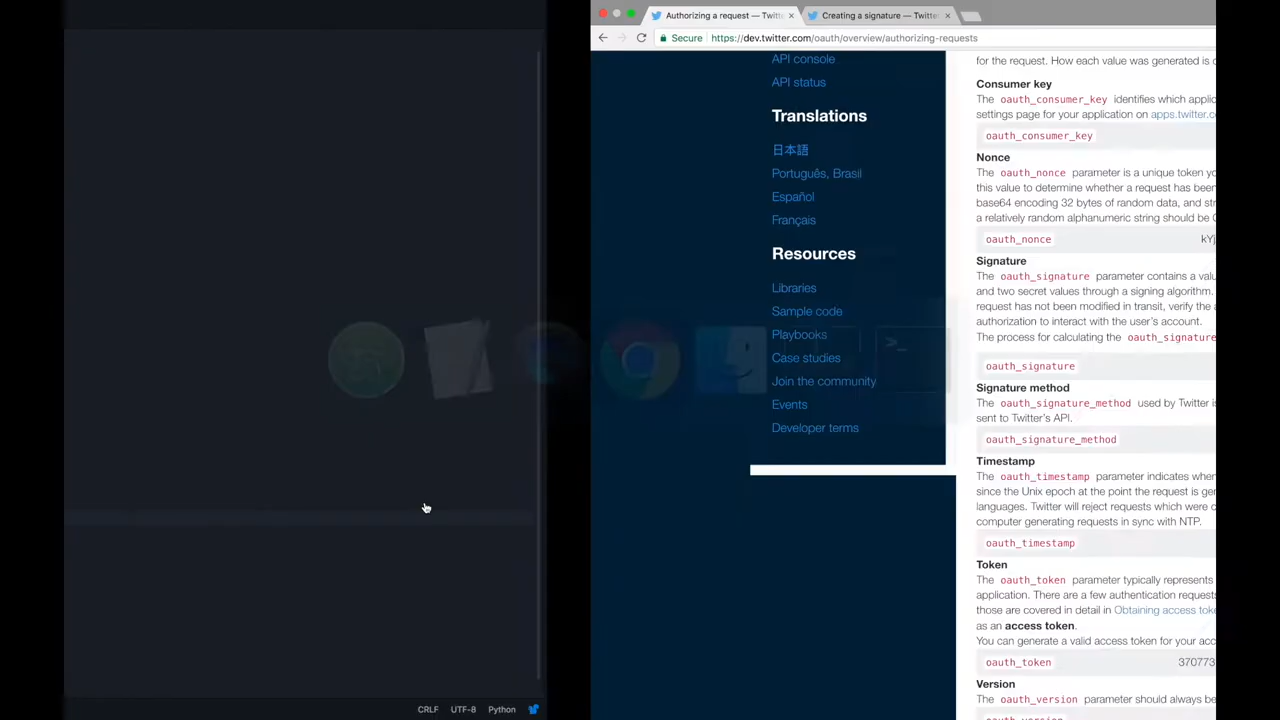 Authorizing a request — Twitte
Creating a signature — Twitte
Secure
https://dev.twitter.com/oauth/overview/authorizing-requests
API console
API status
Translations
日本語
Português, Brasil
Español
Français
Resources
Libraries
Sample code
Playbooks
Case studies
Join the community
Events
Developer terms
for the request. How each value was generated is
Consumer key
The oauth_consumer_key identifies which applic
settings page for your application on apps.twitter.c
oauth_consumer_key
Nonce
The oauth_nonce parameter is a unique token yo
this value to determine whether a request has been
base64 encoding 32 bytes of random data, and str
a relatively random alphanumeric string should be
oauth_nonce kYj
Signature
The oauth_signature parameter contains a valu
and two secret values through a signing algorithm.
request has not been modified in transit, verify the a
authorization to interact with the user's account.
The process for calculating the oauth_signature
oauth_signature
Signature method
The oauth_signature_method used by Twitter is
sent to Twitter's API.
oauth_signature_method
Timestamp
The oauth_timestamp parameter indicates when
since the Unix epoch at the point the request is gen
languages. Twitter will reject requests which were c
computer generating requests in sync with NTP.
oauth_timestamp
Token
The oauth_token parameter typically represents
application. There are a few authentication requests
those are covered in detail in Obtaining access toke
as an access token.
You can generate a valid access token for your acc
oauth_token 370773
Version
The oauth_version parameter should always be
oauth_version
>_
CRLF UTF-8 Python